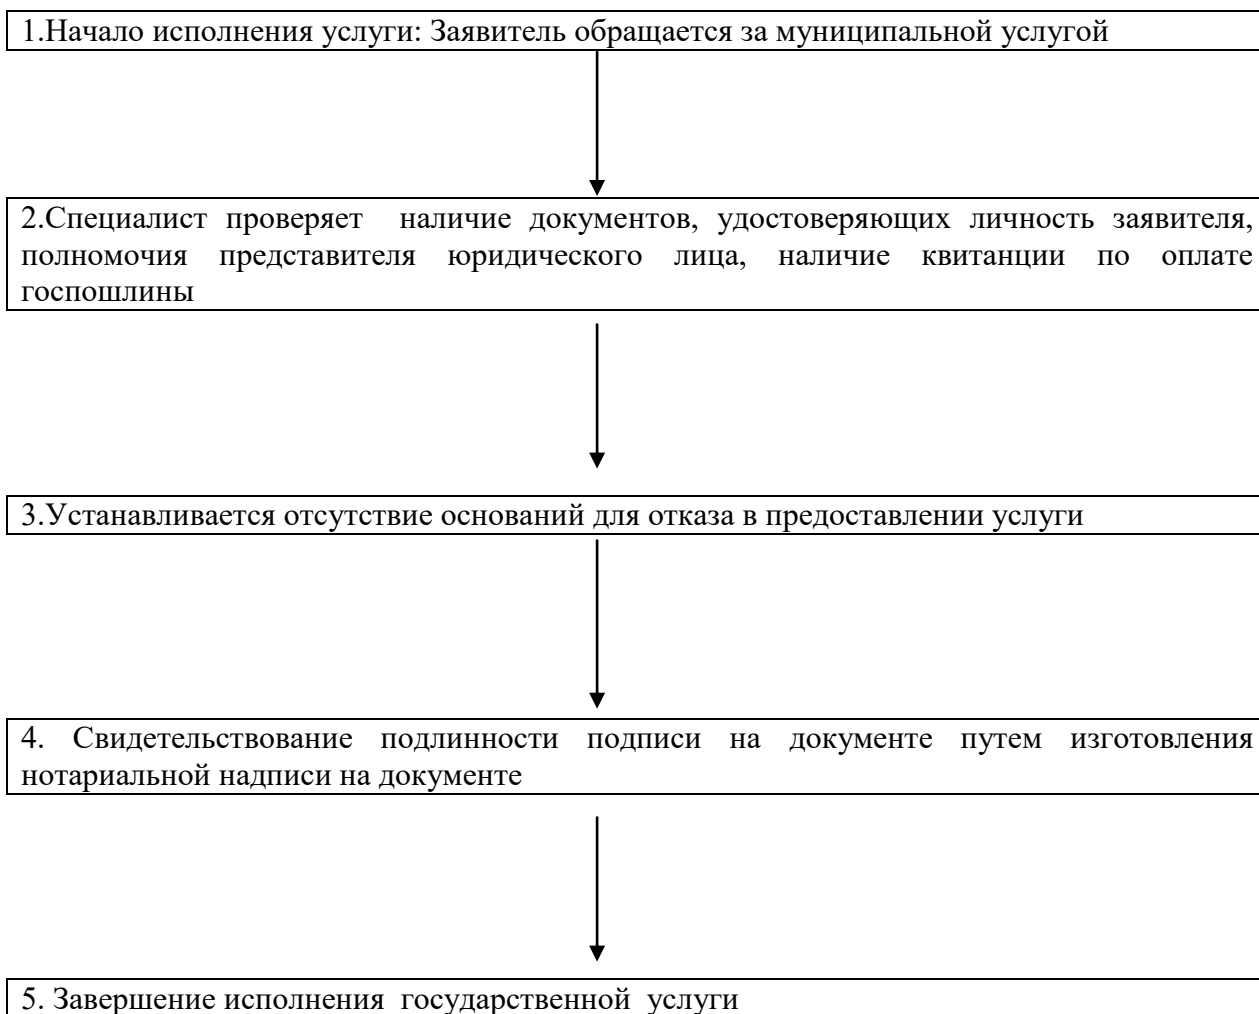 1.Начало исполнения услуги: Заявитель обращается за муниципальной услугой
2.Специалист проверяет наличие документов, удостоверяющих личность заявителя,
полномочия представителя юридического лица, наличие квитанции по оплате
госпошлины
3.Устанавливается отсутствие оснований для отказа в предоставлении услуги
4. Свидетельствование подлинности подписи на документе путем изготовления
нотариальной надписи на документе
5. Завершение исполнения государственной услуги